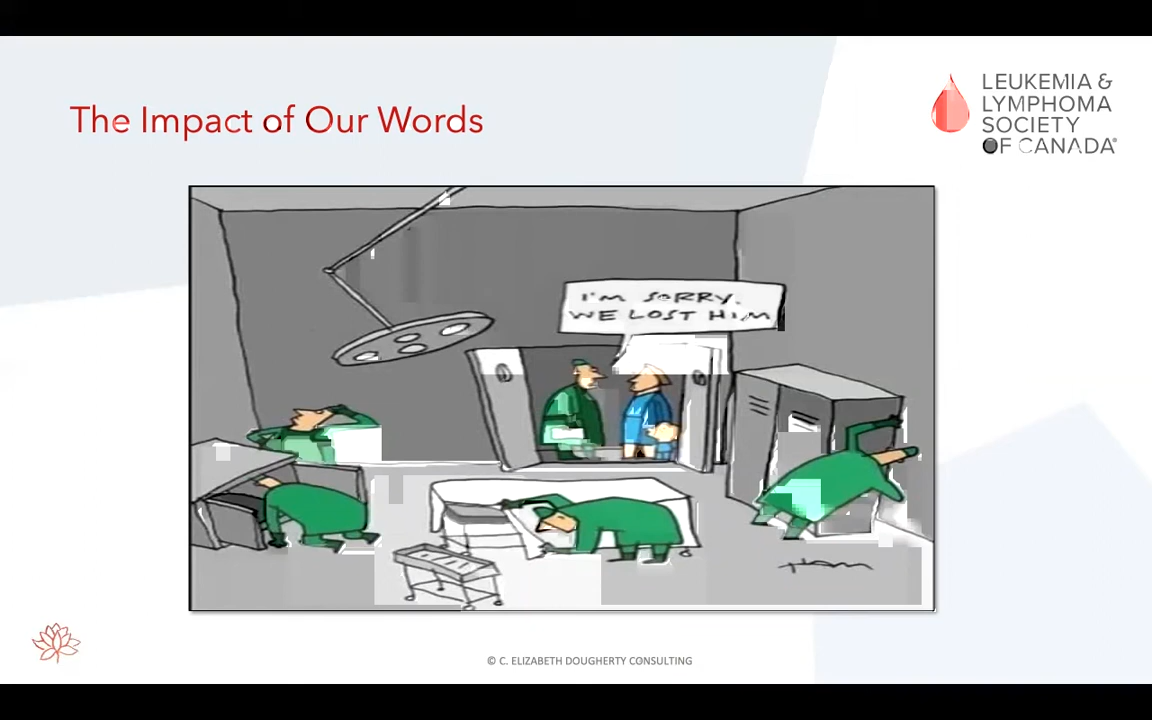 The Impact of Our Words
LEUKEMIA &
LYMPHOMA
SOCIETY
OF CANADA®
I'M SORRY.
WE LOST HIM
© C. ELIZABETH DOUGHERTY CONSULTING